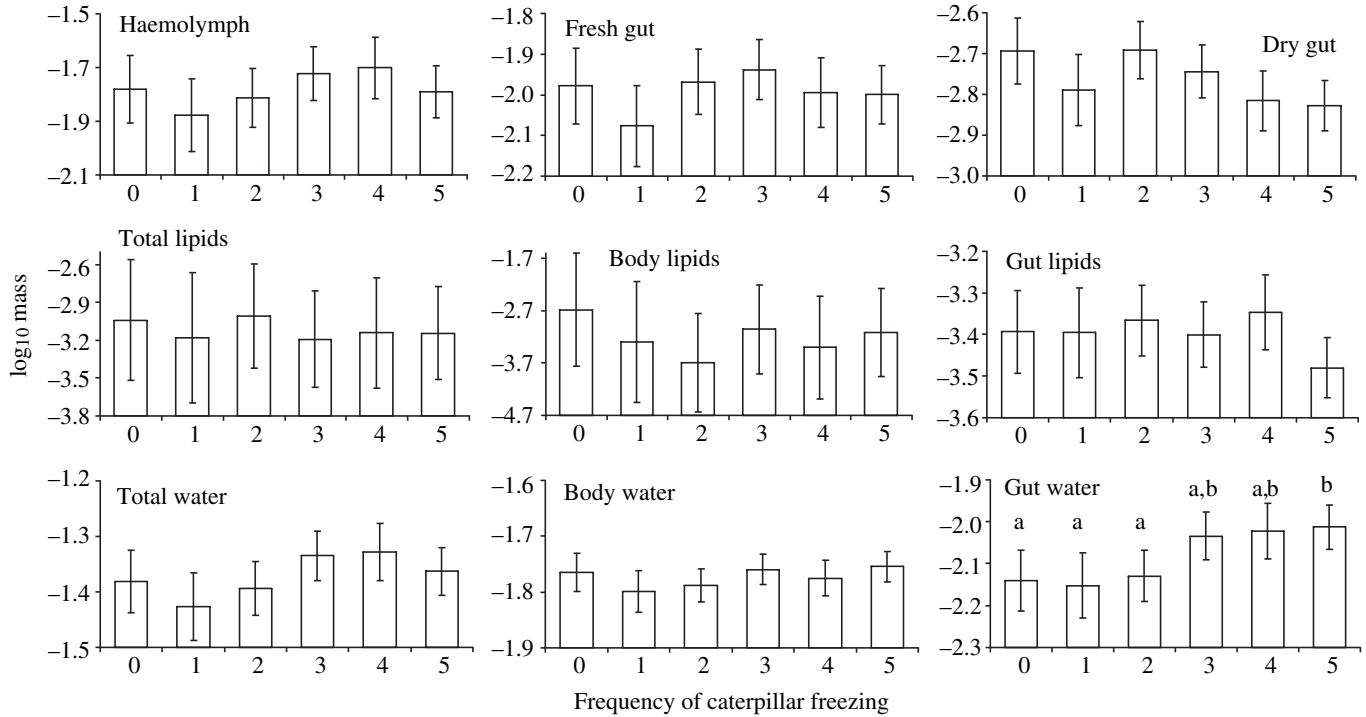 Haemolymph
–1.5
–1.7
–1.9
–2.1
0 1 2 3 4 5
Fresh gut
–1.8
–1.9
–2.0
–2.1
–2.2
0 1 2 3 4 5
Dry gut
–2.6
–2.7
–2.8
–2.9
–3.0
0 1 2 3 4 5
log10 mass
Total lipids
–2.6
–2.9
–3.2
–3.5
–3.8
0 1 2 3 4 5
Body lipids
–1.7
–2.7
–3.7
–4.7
0 1 2 3 4 5
Gut lipids
–3.2
–3.3
–3.4
–3.5
–3.6
0 1 2 3 4 5
Total water
–1.2
–1.3
–1.4
–1.5
0 1 2 3 4 5
Body water
–1.6
–1.7
–1.8
–1.9
0 1 2 3 4 5
Gut water
–1.9
–2.0
–2.1
–2.2
–2.3
a a a a,b a,b b
0 1 2 3 4 5
Frequency of caterpillar freezing